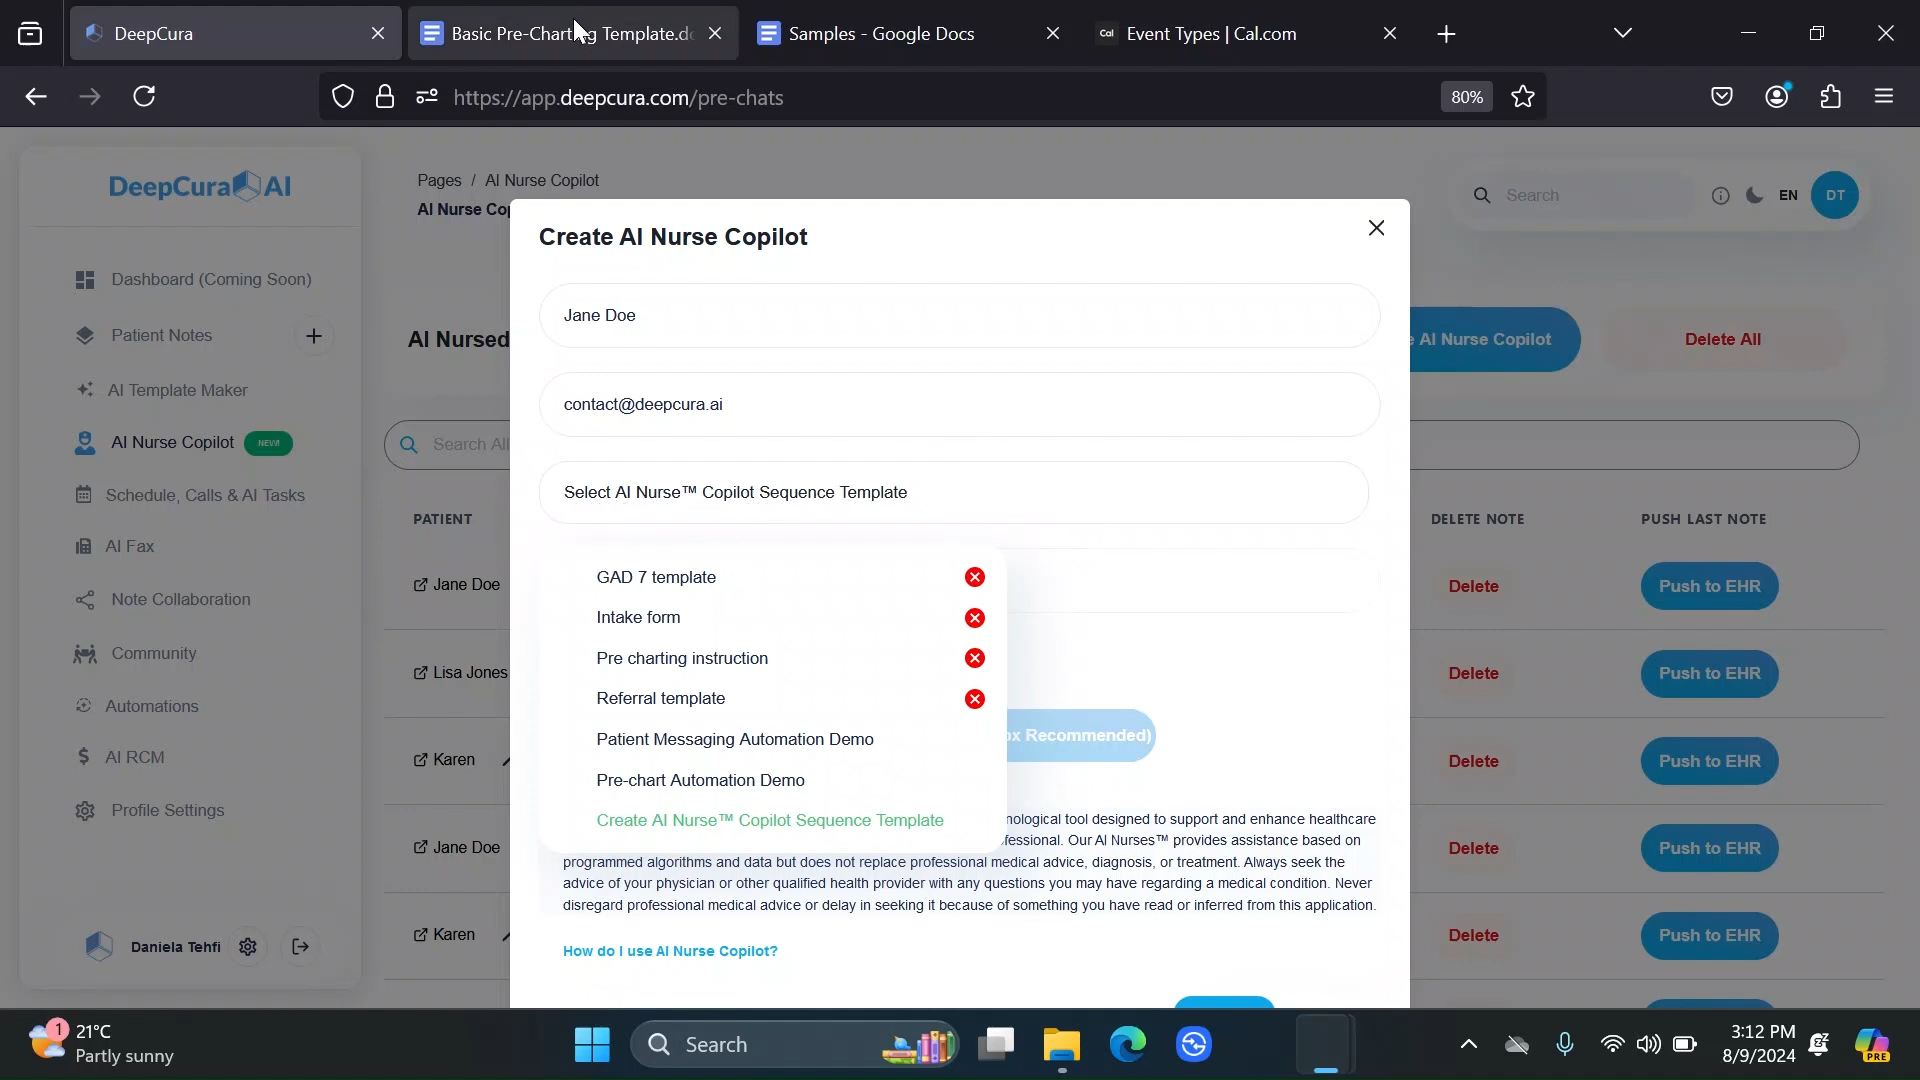 DeepCura
Basic Pre-Charting Template.dc
Samples - Google Docs
Cal
Event Types | Cal.com
https://app.deepcura.com/pre-chats
80%
DeepCura AI
Pages / AI Nurse Copilot
AI Nurse Cop
Search
EN
DT
Dashboard (Coming Soon)
Patient Notes
AI Template Maker
AI Nurse Copilot NEW!
Schedule, Calls & AI Tasks
AI Fax
Note Collaboration
Community
Automations
AI RCM
Profile Settings
Daniela Tehfi
AI Nursed
e AI Nurse Copilot
Delete All
Search All
PATIENT
DELETE NOTE
PUSH LAST NOTE
Jane Doe
Delete
Push to EHR
Lisa Jones
Delete
Push to EHR
Karen
Delete
Push to EHR
Jane Doe
Delete
Push to EHR
Karen
Delete
Push to EHR
Create AI Nurse Copilot
Jane Doe
contact@deepcura.ai
Select AI Nurse™ Copilot Sequence Template
GAD 7 template
Intake form
Pre charting instruction
Referral template
Patient Messaging Automation Demo
Pre-chart Automation Demo
Create AI Nurse™ Copilot Sequence Template
ox Recommended)
nological tool designed to support and enhance healthcare
ofessional. Our AI Nurses™ provides assistance based on
programmed algorithms and data but does not replace professional medical advice, diagnosis, or treatment. Always seek the
advice of your physician or other qualified health provider with any questions you may have regarding a medical condition. Never
disregard professional medical advice or delay in seeking it because of something you have read or inferred from this application.
How do I use AI Nurse Copilot?
1
21°C
Partly sunny
Search
3:12 PM
8/9/2024
PRE